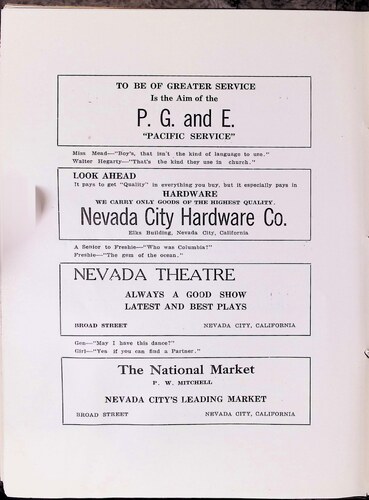 TO BE OF GREATER SERVICE
Is the Aim of the
P. G. and E.
"PACIFIC SERVICE"
Miss Mead—"Boy's, that isn't the kind of language to use."
Walter Hegarty—"That's the kind they use in church."
LOOK AHEAD
It pays to get "Quality" in everything you buy, but it especially pays in
HARDWARE
WE CARRY ONLY GOODS OF THE HIGHEST QUALITY.
Nevada City Hardware Co.
Elks Building, Nevada City, California
A Senior to Freshie—"Who was Columbia?"
Freshie—"The gem of the ocean."
NEVADA THEATRE
ALWAYS A GOOD SHOW
LATEST AND BEST PLAYS
BROAD STREET NEVADA CITY, CALIFORNIA
Geo—"May I have this dance?"
Girl—"Yes if you can find a Partner."
The National Market
P. W. MITCHELL
NEVADA CITY'S LEADING MARKET
BROAD STREET NEVADA CITY, CALIFORNIA